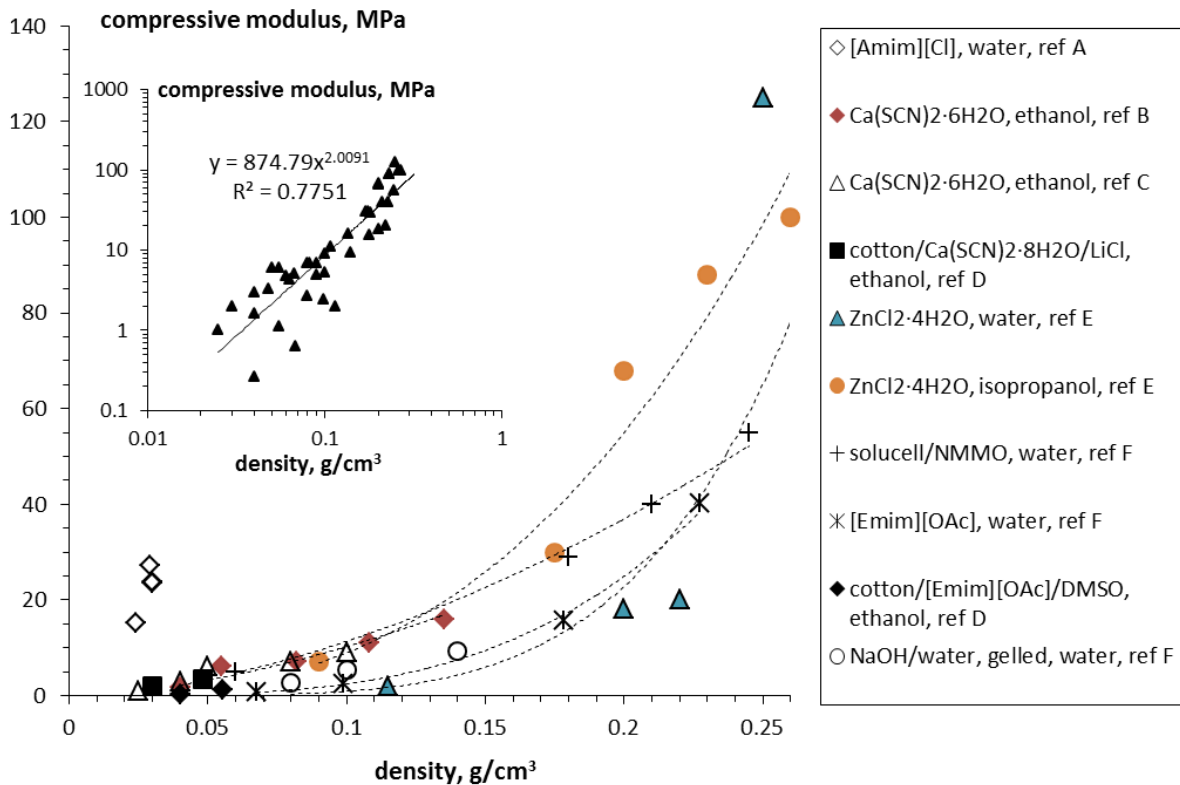 compressive modulus, MPa
140
120
100
80
60
40
20
0
0
0.05
0.1
0.15
0.2
0.25
density, g/cm³
compressive modulus, MPa
1000
100
10
1
0.1
y = 874.79x^2.0091
R² = 0.7751
0.01
0.1
1
density, g/cm³
[Amim][Cl], water, ref A
Ca(SCN)2·6H2O, ethanol, ref B
Ca(SCN)2·6H2O, ethanol, ref C
cotton/Ca(SCN)2·8H2O/LiCl,
ethanol, ref D
ZnCl2·4H2O, water, ref E
ZnCl2·4H2O, isopropanol, ref E
solucell/NMMO, water, ref F
[Emim][OAc], water, ref F
cotton/[Emim][OAc]/DMSO,
ethanol, ref D
NaOH/water, gelled, water, ref F